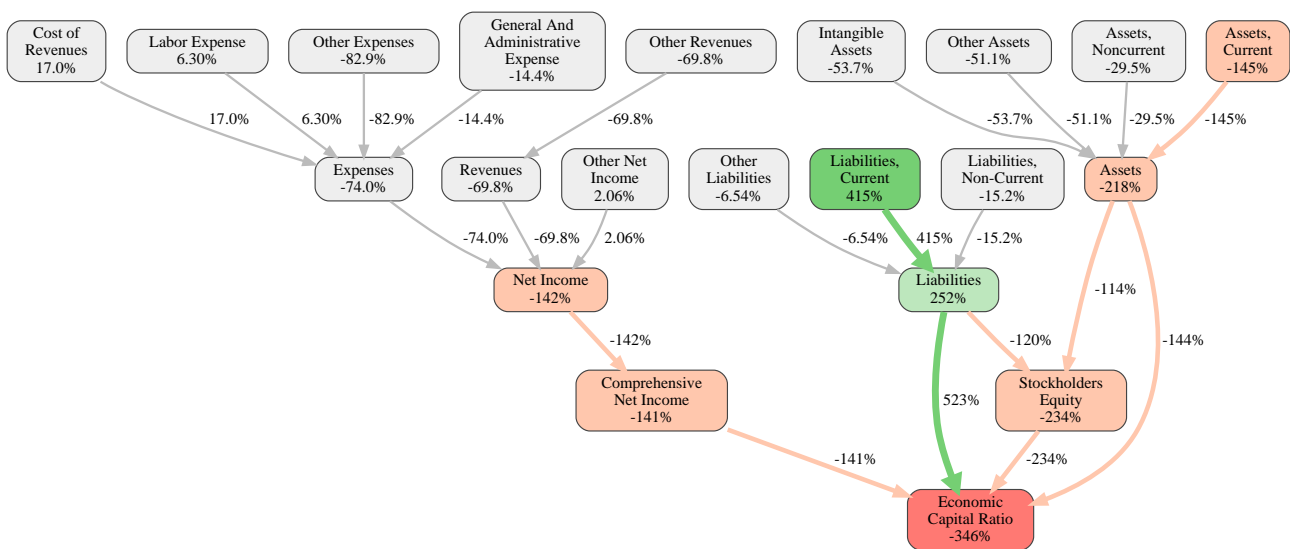 Cost of
Revenues
17.0%
Labor Expense
6.30%
Other Expenses
-82.9%
General And
Administrative
Expense
-14.4%
Other Revenues
-69.8%
Intangible
Assets
-53.7%
Other Assets
-51.1%
Assets,
Noncurrent
-29.5%
Assets,
Current
-145%
17.0%
6.30%
-82.9%
-14.4%
-69.8%
-53.7%
-51.1%
-29.5%
-145%
Expenses
-74.0%
Revenues
-69.8%
Other Net
Income
2.06%
Other
Liabilities
-6.54%
Liabilities,
Current
415%
Liabilities,
Non-Current
-15.2%
Assets
-218%
-74.0%
-69.8%
2.06%
-6.54%
415%
-15.2%
Net Income
-142%
Liabilities
252%
-114%
-142%
-120%
-144%
Comprehensive
Net Income
-141%
523%
Stockholders
Equity
-234%
-141%
-234%
Economic
Capital Ratio
-346%